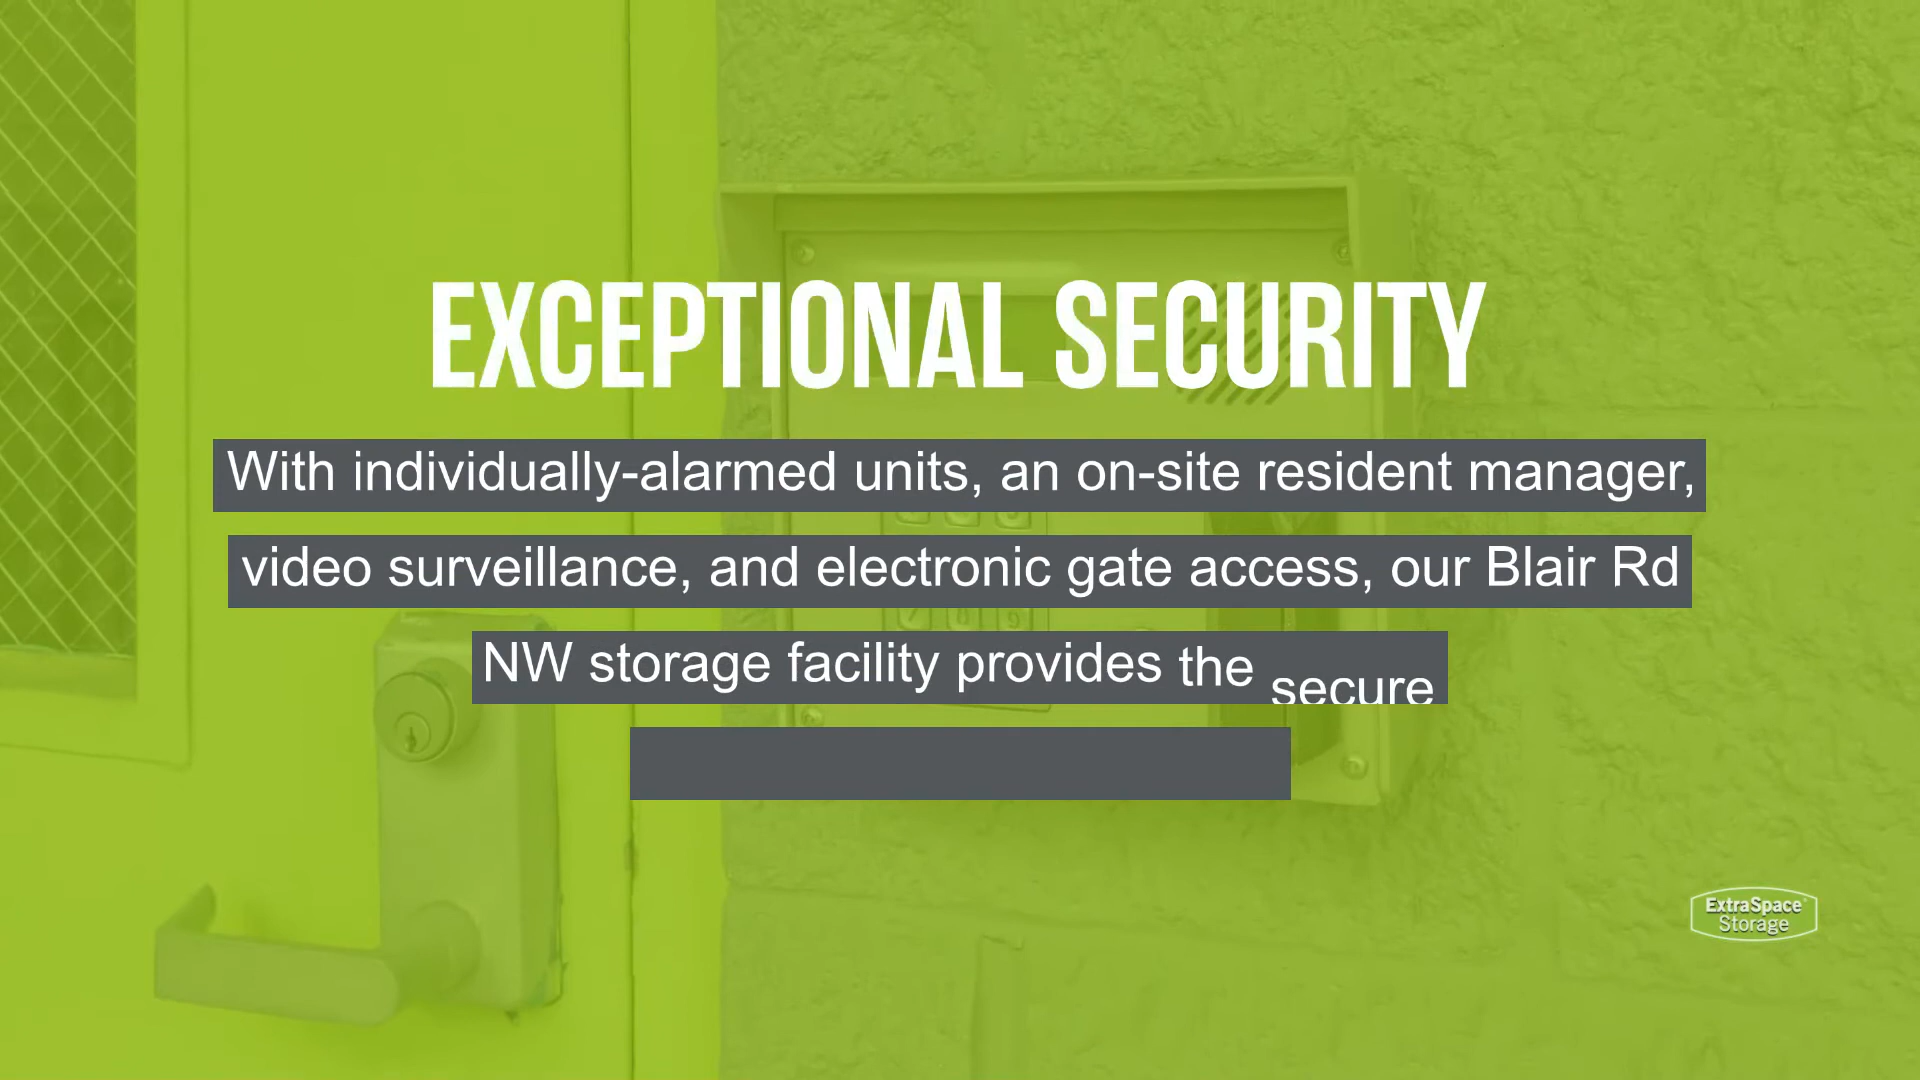 EXCEPTIONAL SECURITY
With individually-alarmed units, an on-site resident manager,
video surveillance, and electronic gate access, our Blair Rd
NW storage facility provides the secure
ExtraSpace
Storage